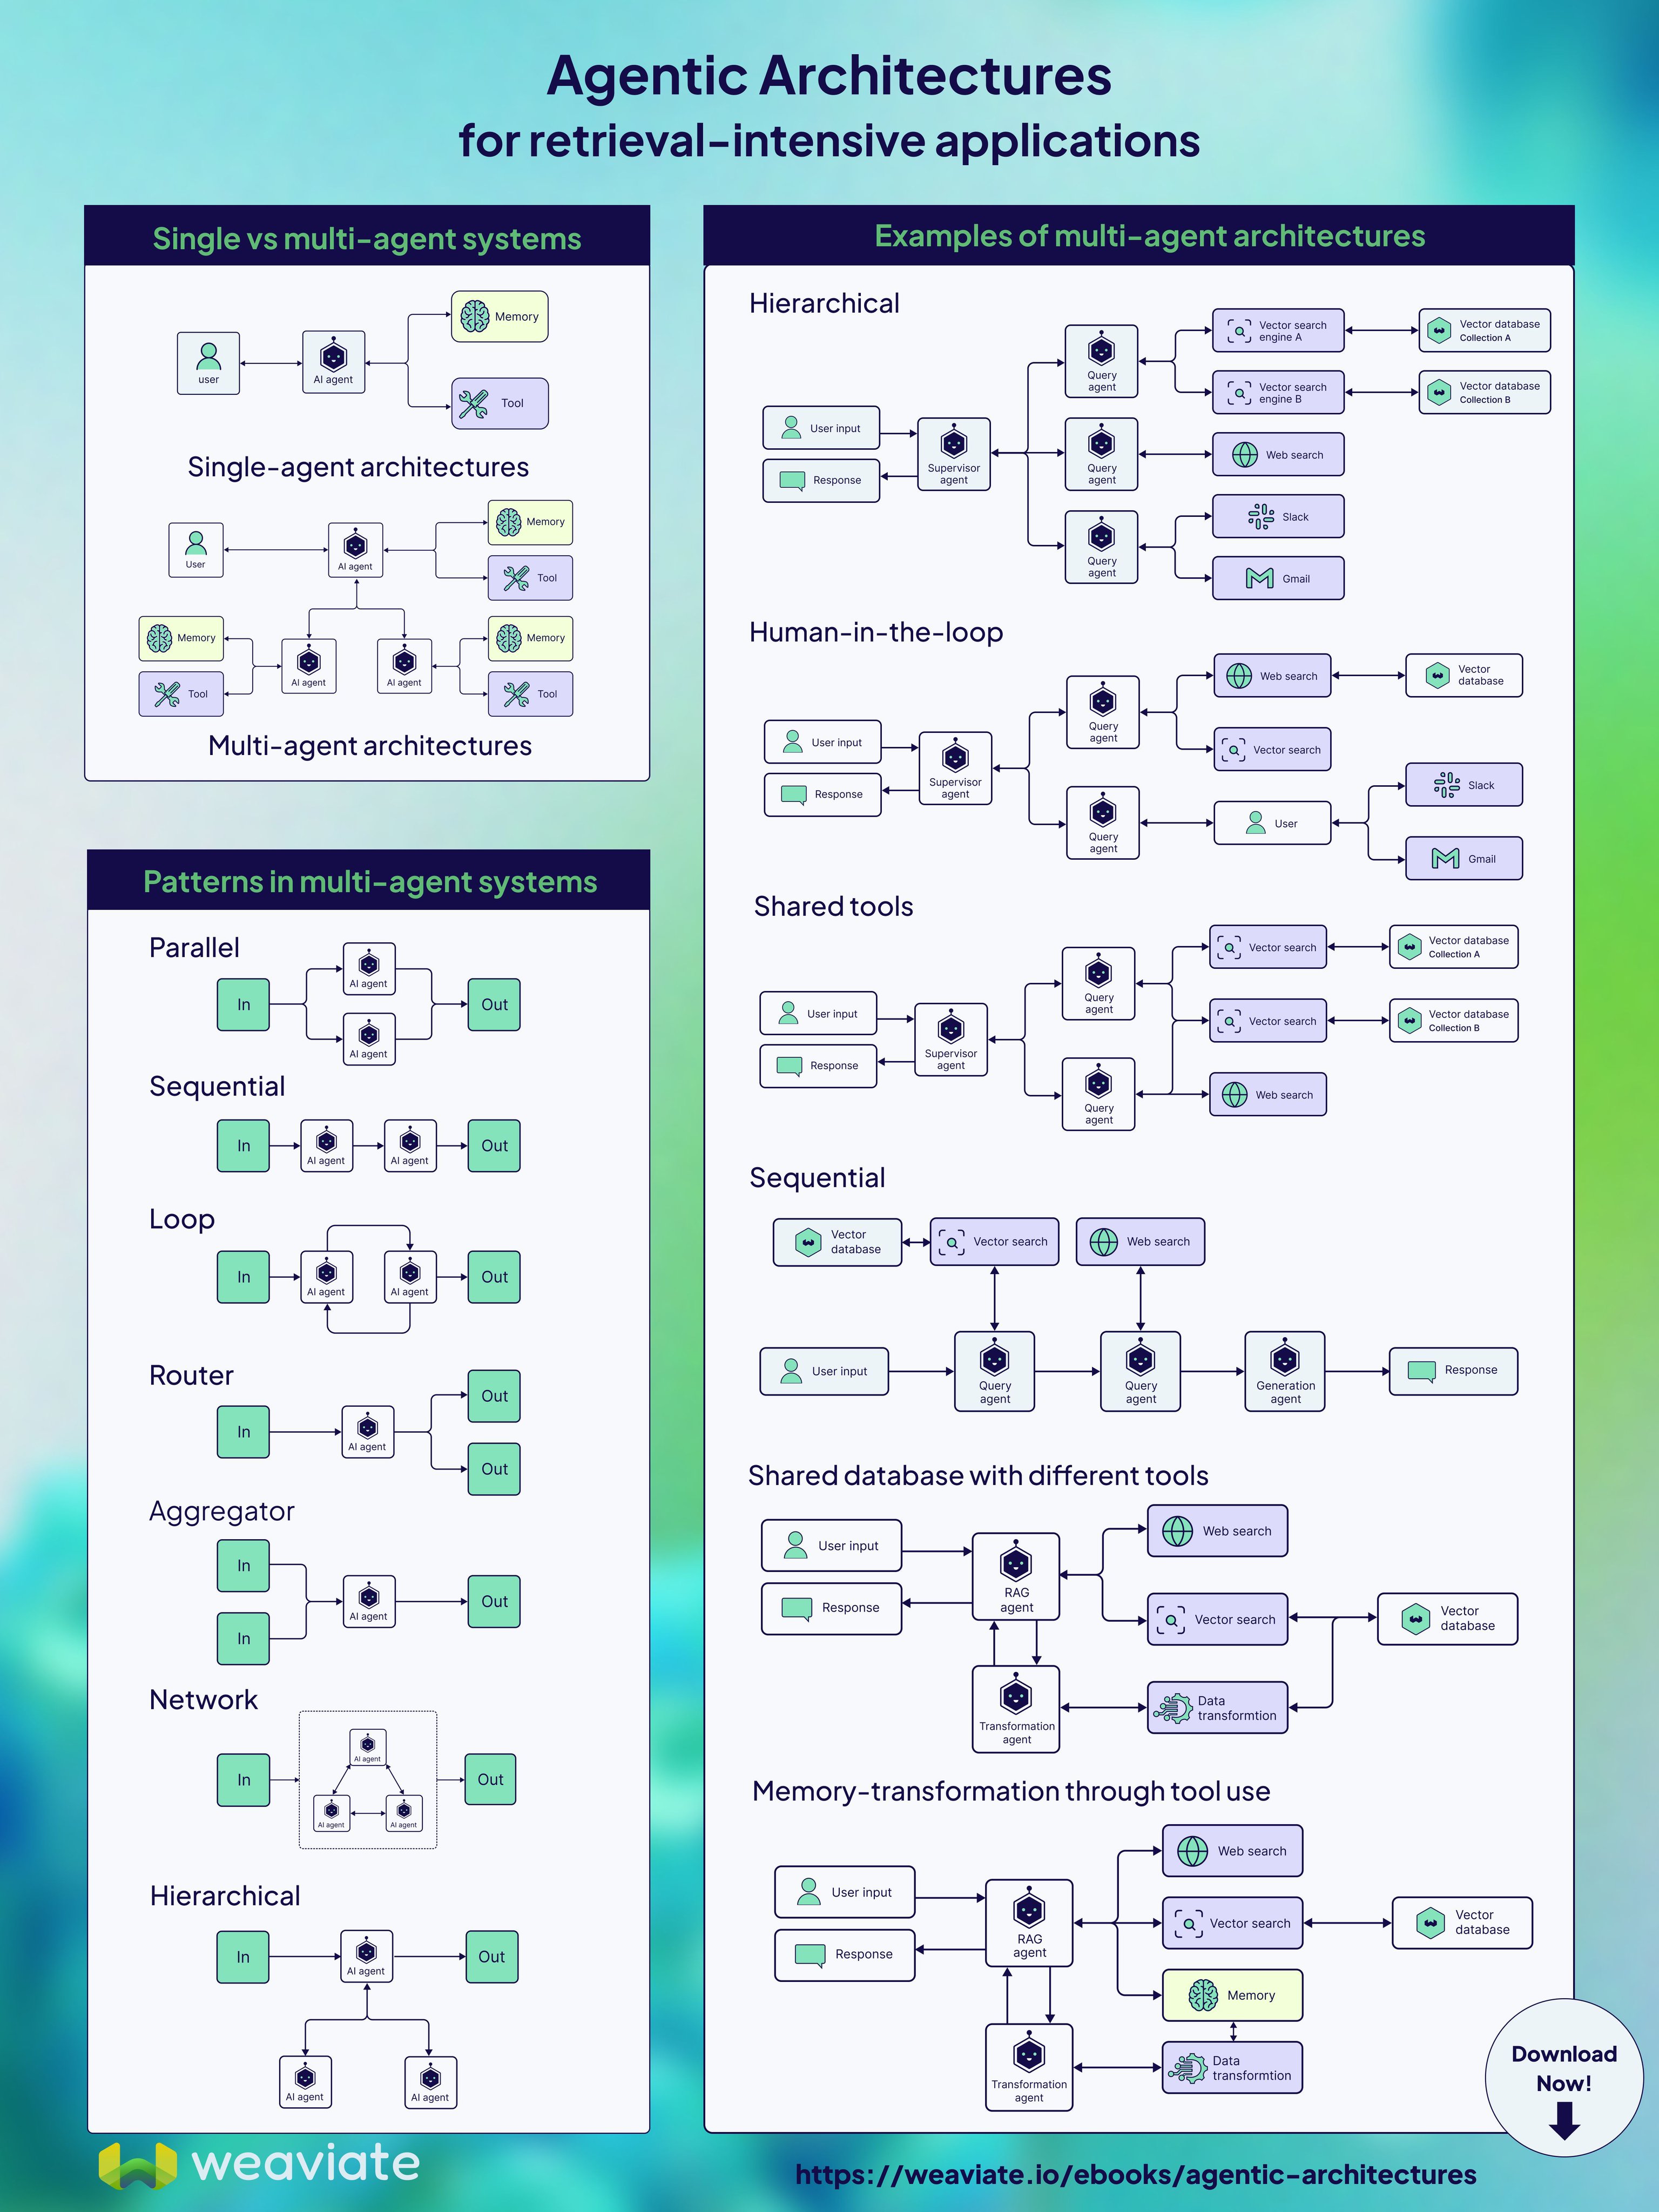 Agentic Architectures
for retrieval-intensive applications
Single vs multi-agent systems
Memory
user
AI agent
Tool
Single-agent architectures
Memory
User
AI agent
Tool
Memory
Memory
AI agent
AI agent
Tool
Tool
Multi-agent architectures
Patterns in multi-agent systems
Parallel
AI agent
In
Out
AI agent
Sequential
In
AI agent
AI agent
Out
Loop
In
AI agent
AI agent
Out
Router
Out
In
AI agent
Out
Aggregator
In
AI agent
Out
In
Network
AI agent
In
Out
AI agent
AI agent
Hierarchical
In
AI agent
Out
AI agent
AI agent
Examples of multi-agent architectures
Hierarchical
Vector search
engine A
Vector database
Collection A
Query
agent
Vector search
engine B
Vector database
Collection B
User input
Response
Supervisor
agent
Query
agent
Web search
Slack
Query
agent
Gmail
Human-in-the-loop
Web search
Vector
database
Query
agent
User input
Vector search
Supervisor
agent
Response
Slack
Query
agent
User
Gmail
Shared tools
Vector search
Vector database
Collection A
Query
agent
User input
Vector search
Vector database
Collection B
Supervisor
agent
Response
Query
agent
Web search
Sequential
Vector
database
Vector search
Web search
User input
Query
agent
Query
agent
Generation
agent
Response
Shared database with different tools
Web search
User input
RAG
agent
Response
Vector search
Vector
database
Transformation
agent
Data
transformtion
Memory-transformation through tool use
Web search
User input
RAG
agent
Vector search
Vector
database
Response
Memory
Transformation
agent
Data
transformtion
Download
Now!
weaviate
https://weaviate.io/ebooks/agentic-architectures